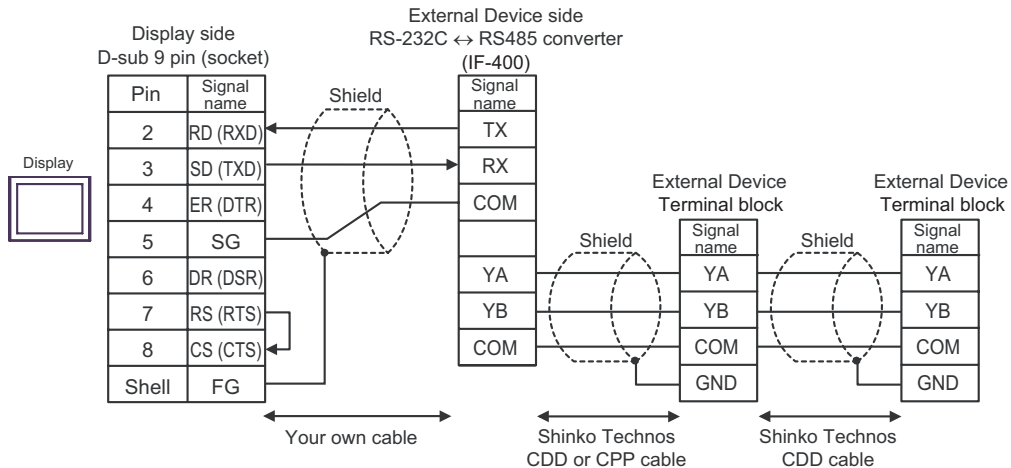 External Device side
RS-232C ↔ RS485 converter
(IF-400)
Display side
D-sub 9 pin (socket)
Pin
Signal name
2 RD (RXD)
3 SD (TXD)
4 ER (DTR)
5 SG
6 DR (DSR)
7 RS (RTS)
8 CS (CTS)
Shell FG
Display
Shield
Signal name
TX
RX
COM
YA
YB
COM
Shield
External Device
Terminal block
Signal name
YA
YB
COM
GND
Shield
External Device
Terminal block
Signal name
YA
YB
COM
GND
Your own cable
Shinko Technos
CDD or CPP cable
Shinko Technos
CDD cable